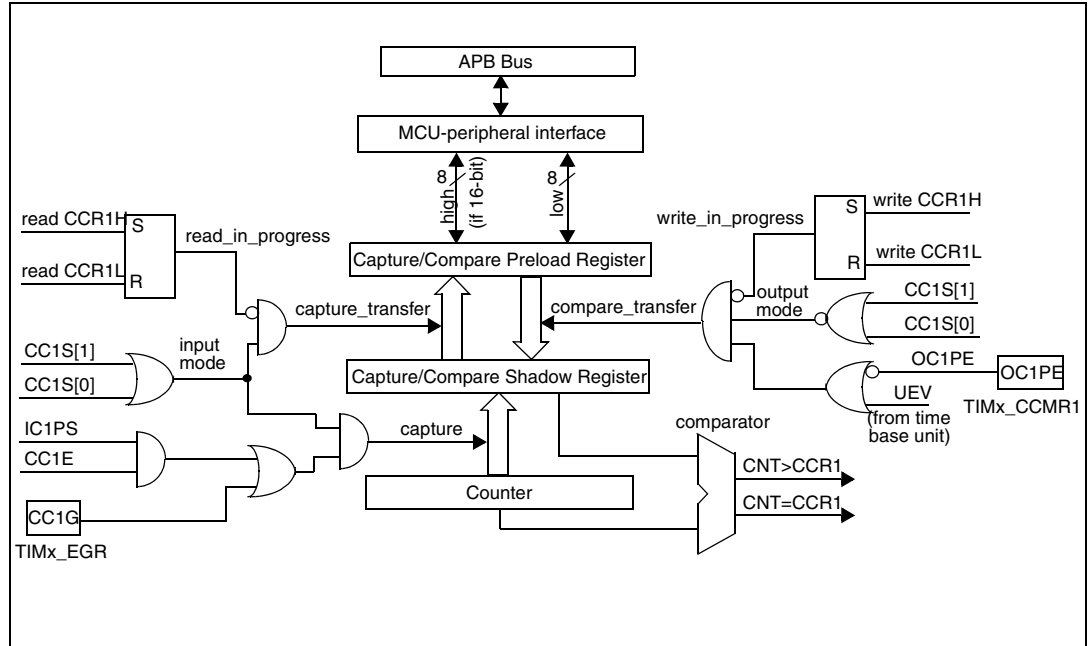 APB Bus
MCU-peripheral interface
8
high
(if 16-bit)
8
low
read CCR1H
S
read_in_progress
read CCR1L
R
write_in_progress
S
write CCR1H
R
write CCR1L
Capture/Compare Preload Register
capture_transfer
compare_transfer
output
mode
CC1S[1]
CC1S[0]
input
mode
CC1S[1]
CC1S[0]
Capture/Compare Shadow Register
OC1PE
OC1PE
UEV
TIMx_CCMR1
(from time
base unit)
IC1PS
CC1E
capture
comparator
CNT>CCR1
Counter
CNT=CCR1
CC1G
TIMx_EGR